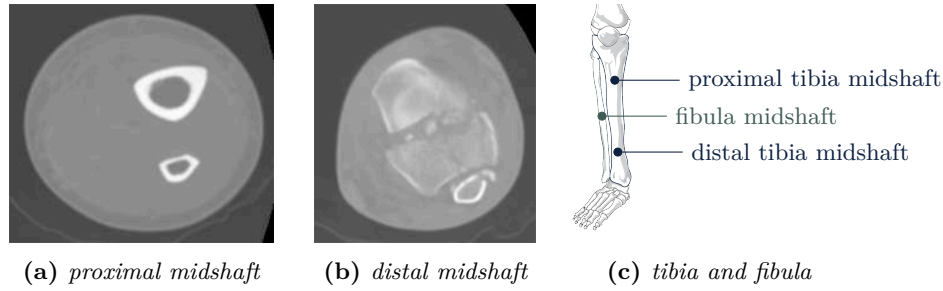 proximal tibia midshaft
fibula midshaft
distal tibia midshaft
(a) proximal midshaft
(b) distal midshaft
(c) tibia and fibula